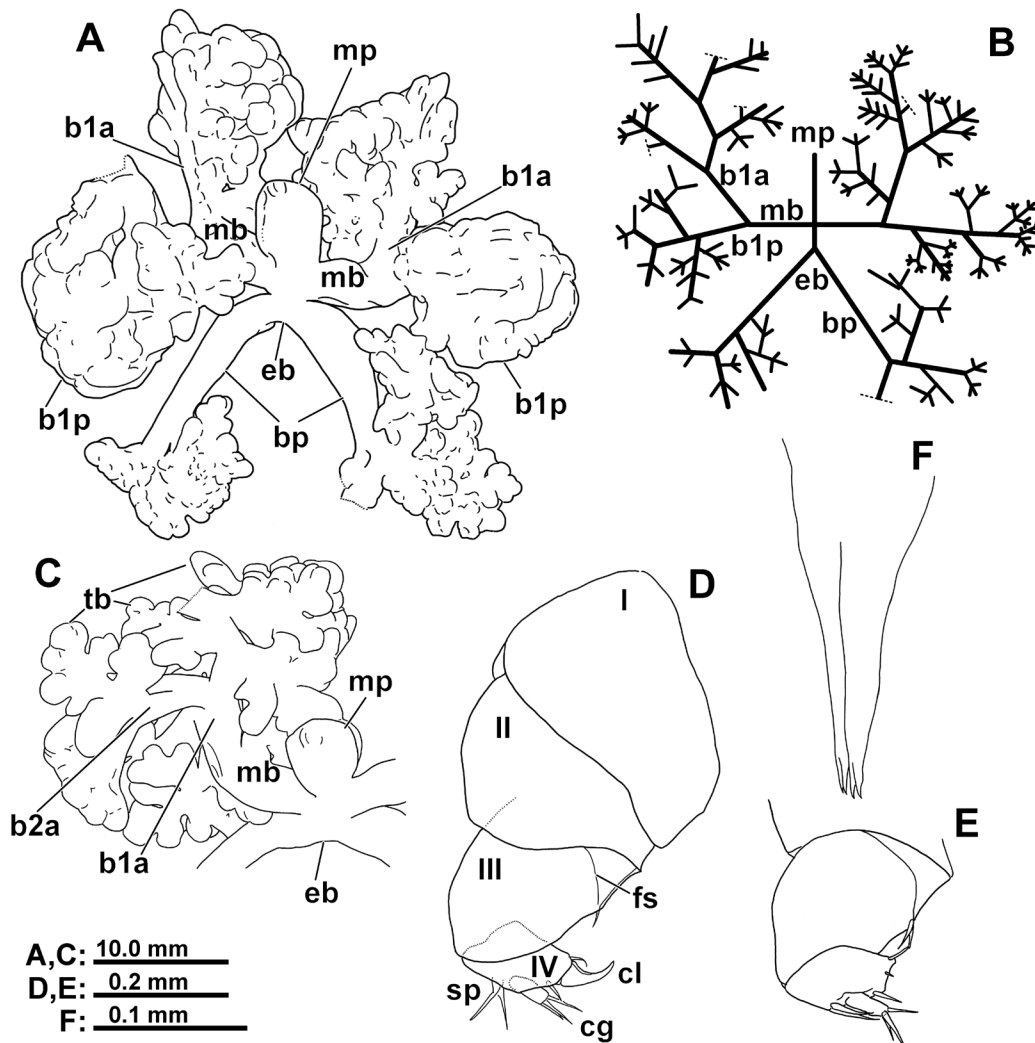 A
mp
b1a
b1a
mb
mb
eb
b1p
b1p
bp
B
mp
b1a
mb
b1p
eb
bp
C
tb
mp
mb
b2a
b1a
eb
D
I
II
III
IV
fs
cl
sp
cg
F
E
A,C: 10.0 mm
D,E: 0.2 mm
F: 0.1 mm